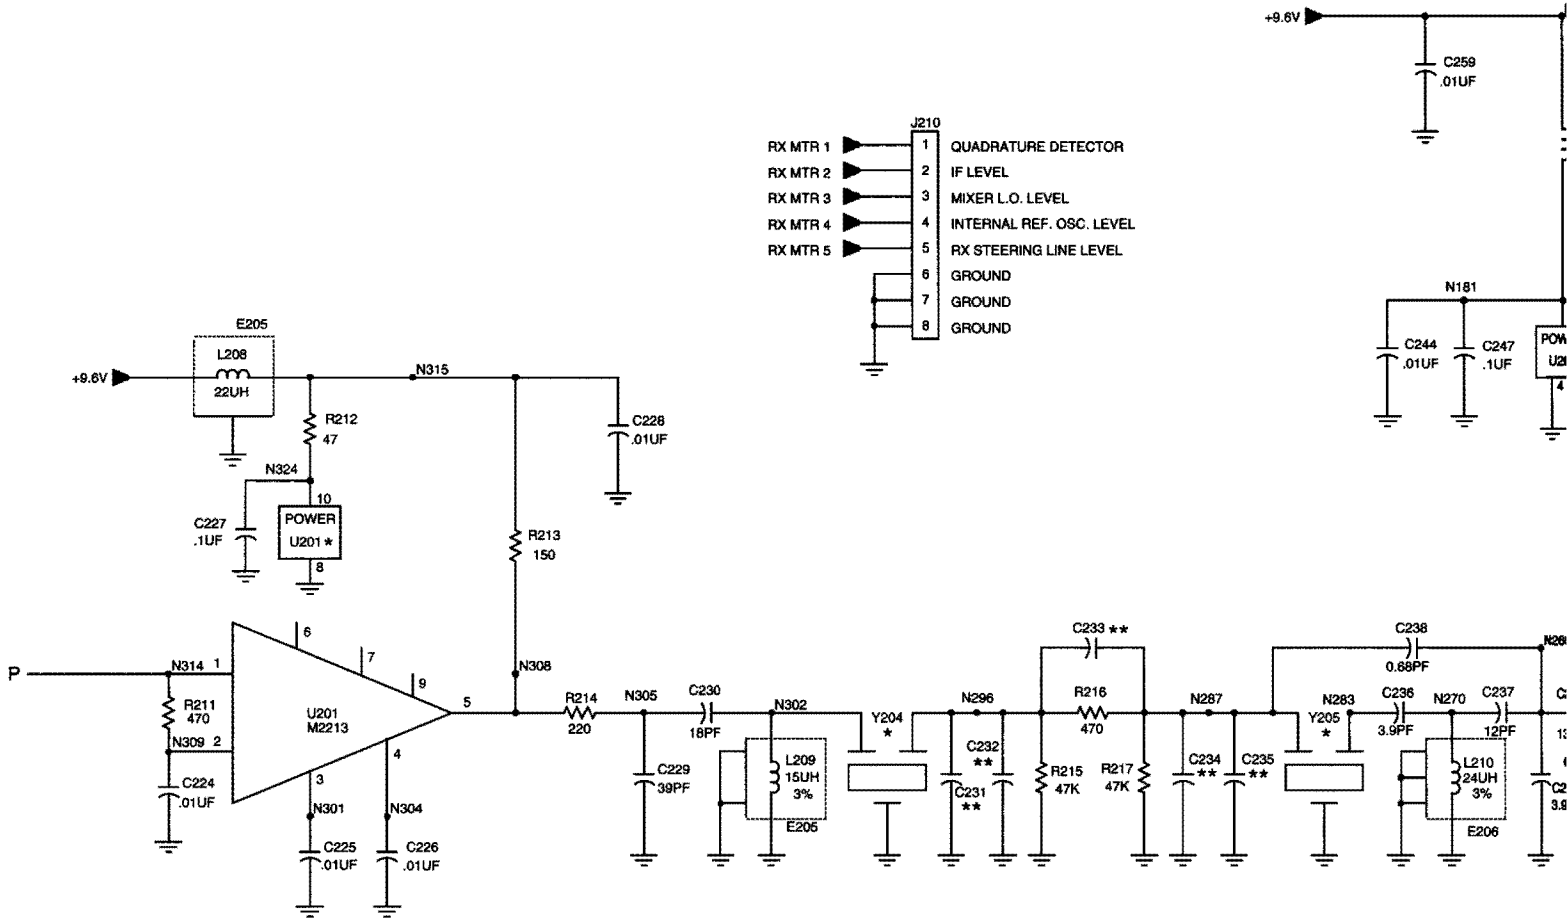 +9.6V
C259
.01UF
J210
RX MTR 1 1 QUADRATURE DETECTOR
RX MTR 2 2 IF LEVEL
RX MTR 3 3 MIXER L.O. LEVEL
RX MTR 4 4 INTERNAL REF. OSC. LEVEL
RX MTR 5 5 RX STEERING LINE LEVEL
6 GROUND
7 GROUND
8 GROUND
N181
C244
.01UF
C247
.1UF
4
E205
L208
22UH
+9.6V
N315
R212
47
C228
.01UF
N324
10
POWER
U201 *
8
C227
.1UF
R213
150
P
N314
1
R211
470
N309
2
C224
.01UF
6
7
9
U201
M2213
5
4
3
N301
N304
C225
.01UF
C226
.01UF
N308
R214
220
N305
C230
18PF
N302
C229
39PF
L209
15UH
3%
E205
Y204
*
N296
C231
**
C232
**
C233 **
R216
470
R215
47K
R217
47K
N287
C234
**
C235
**
C238
0.68PF
N283
Y205
*
C236
3.9PF
N270
C237
12PF
L210
24UH
3%
E206